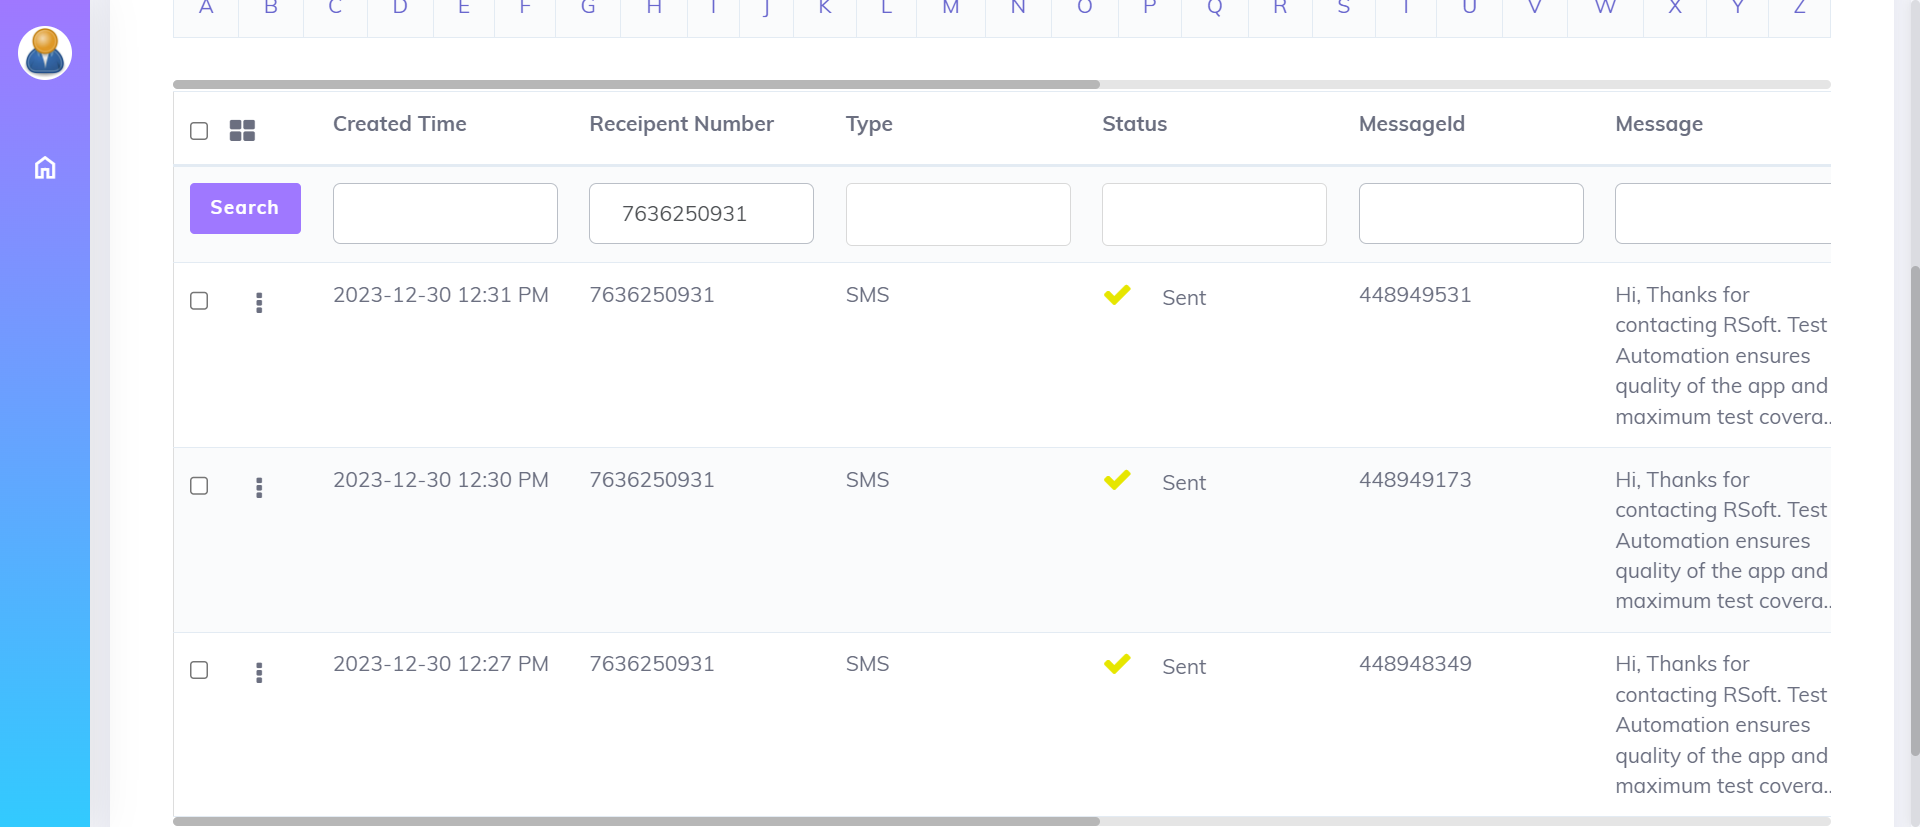 A B C D E F G H I J K L M N O P Q R S T U V W X Y Z
Created Time Receipent Number Type Status MessageId Message
Search 7636250931
2023-12-30 12:31 PM 7636250931 SMS Sent 448949531 Hi, Thanks for
contacting RSoft. Test
Automation ensures
quality of the app and
maximum test covera..
2023-12-30 12:30 PM 7636250931 SMS Sent 448949173 Hi, Thanks for
contacting RSoft. Test
Automation ensures
quality of the app and
maximum test covera..
2023-12-30 12:27 PM 7636250931 SMS Sent 448948349 Hi, Thanks for
contacting RSoft. Test
Automation ensures
quality of the app and
maximum test covera..